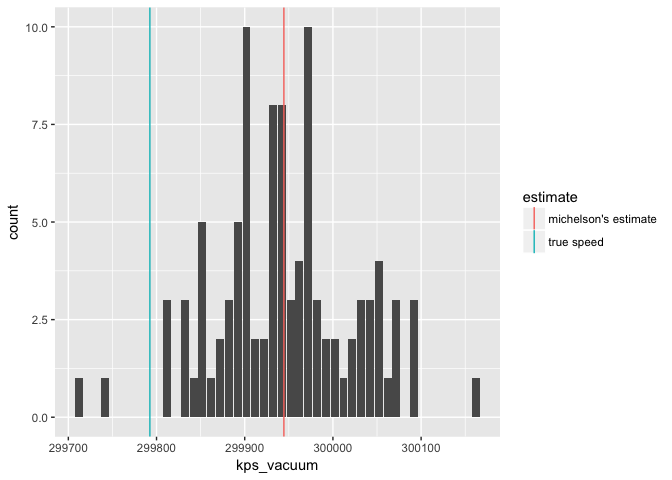 10.0
7.5
5.0
2.5
0.0
count
299700 299800 299900 300000 300100
kps_vacuum
estimate
michelson's estimate
true speed